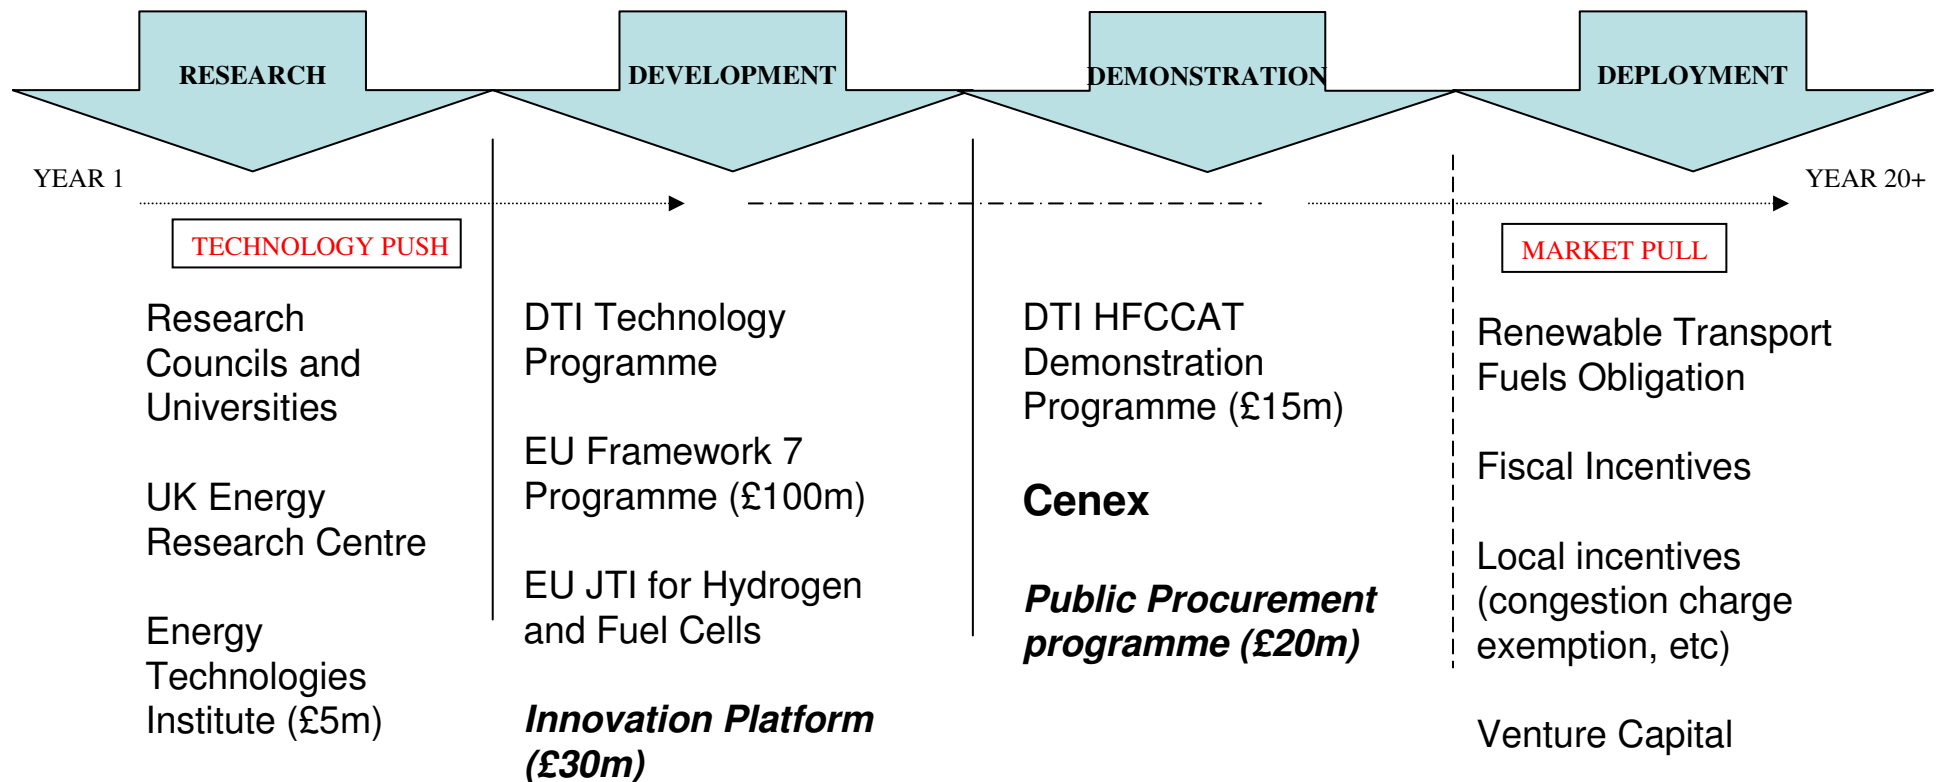 RESEARCH
DEVELOPMENT
DEMONSTRATION
DEPLOYMENT
YEAR 1
YEAR 20+
TECHNOLOGY PUSH
MARKET PULL
Research
Councils and
Universities
UK Energy
Research Centre
Energy
Technologies
Institute (£5m)
DTI Technology
Programme
EU Framework 7
Programme (£100m)
EU JTI for Hydrogen
and Fuel Cells
Innovation Platform
(£30m)
DTI HFCCAT
Demonstration
Programme (£15m)
Cenex
Public Procurement
programme (£20m)
Renewable Transport
Fuels Obligation
Fiscal Incentives
Local incentives
(congestion charge
exemption, etc)
Venture Capital